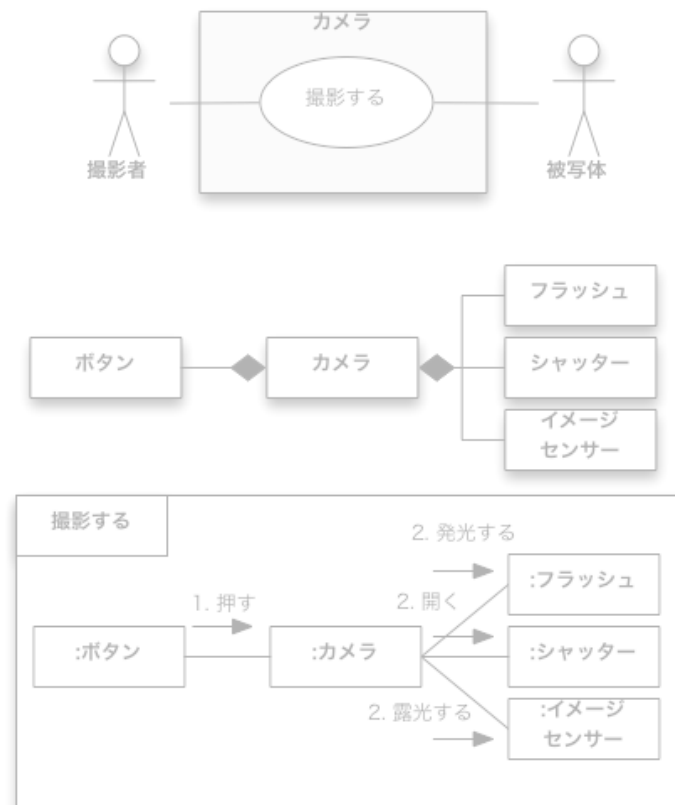 カメラ
撮影する
撮影者
被写体
フラッシュ
ボタン
カメラ
シャッター
イメージ
センサー
撮影する
2. 発光する
:フラッシュ
1. 押す
2. 開く
:ボタン
:カメラ
:シャッター
2. 露光する
:イメージ
センサー